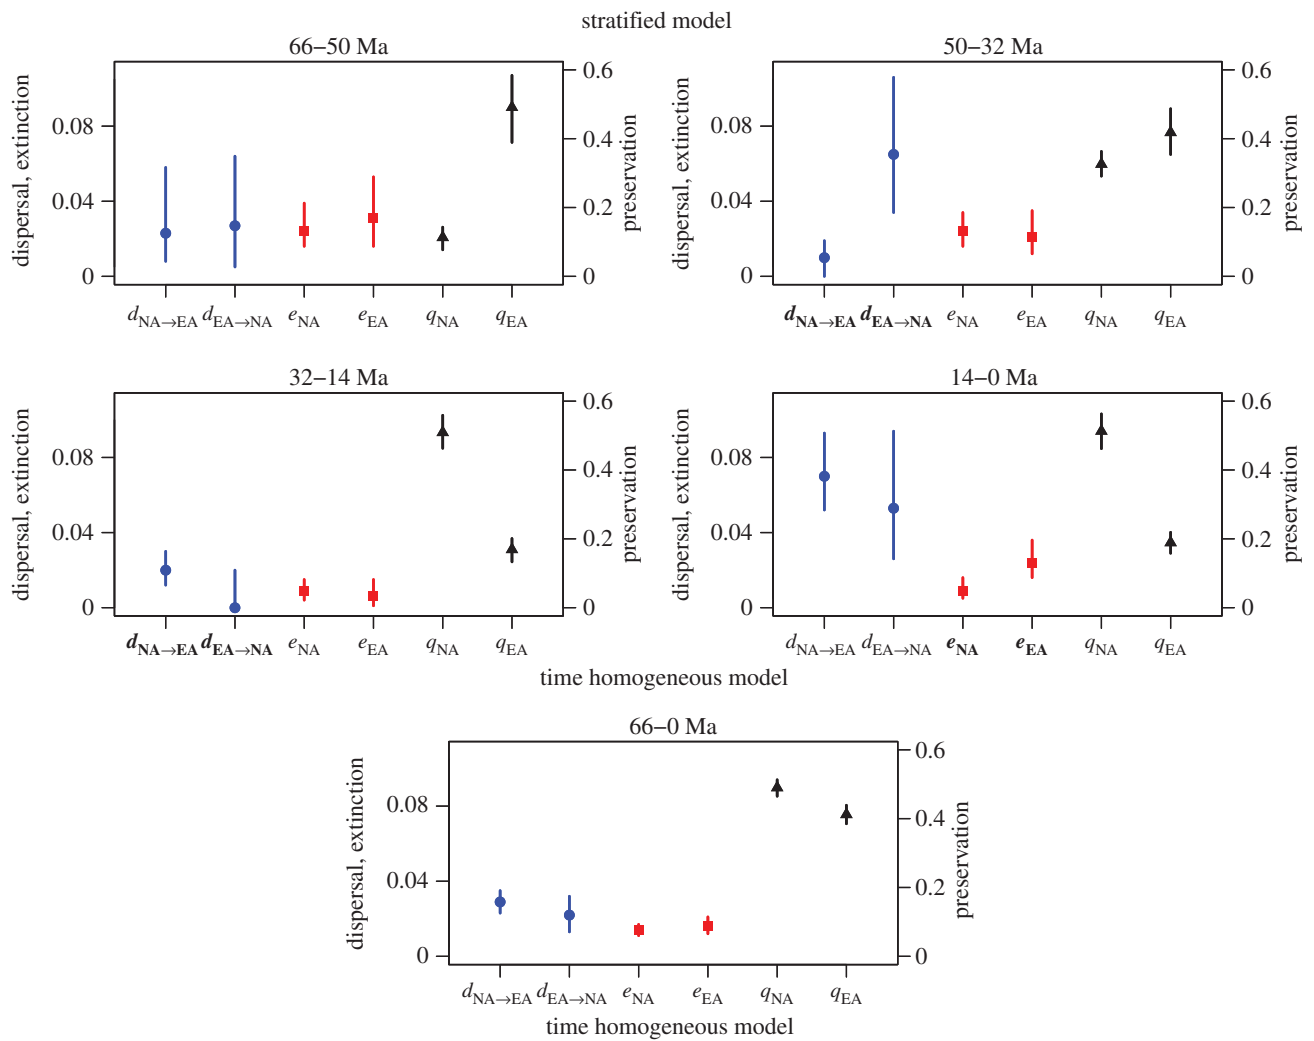 stratified model
66–50 Ma
dispersal, extinction
0.08
0.04
0
0.6
0.4
0.2
0
preservation
dNA→EA dEA→NA eNA eEA qNA qEA
50–32 Ma
dispersal, extinction
0.08
0.04
0
0.6
0.4
0.2
0
preservation
dNA→EA dEA→NA eNA eEA qNA qEA
32–14 Ma
dispersal, extinction
0.08
0.04
0
0.6
0.4
0.2
0
preservation
dNA→EA dEA→NA eNA eEA qNA qEA
14–0 Ma
dispersal, extinction
0.08
0.04
0
0.6
0.4
0.2
0
preservation
dNA→EA dEA→NA eNA eEA qNA qEA
time homogeneous model
66–0 Ma
dispersal, extinction
0.08
0.04
0
0.6
0.4
0.2
0
preservation
dNA→EA dEA→NA eNA eEA qNA qEA
time homogeneous model